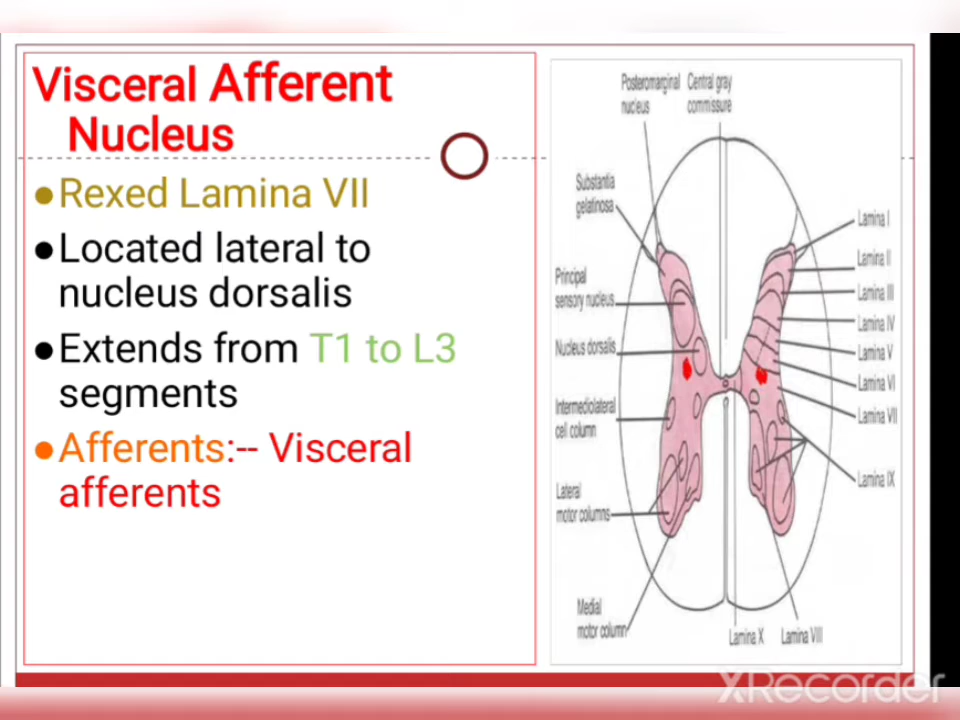 Visceral Afferent
Nucleus
●Rexed Lamina VII
●Located lateral to
nucleus dorsalis
●Extends from T1 to L3
segments
●Afferents:-- Visceral
afferents
Posteromarginal
nucleus
Central gray
commissure
Substantia
gelatinosa
Principal
sensory nucleus
Nucleus dorsalis
Intermediolateral
cell column
Lateral
motor columns
Medial
motor column
Lamina I
Lamina II
Lamina III
Lamina IV
Lamina V
Lamina VI
Lamina VII
Lamina IX
Lamina X
Lamina VIII
XRecorder